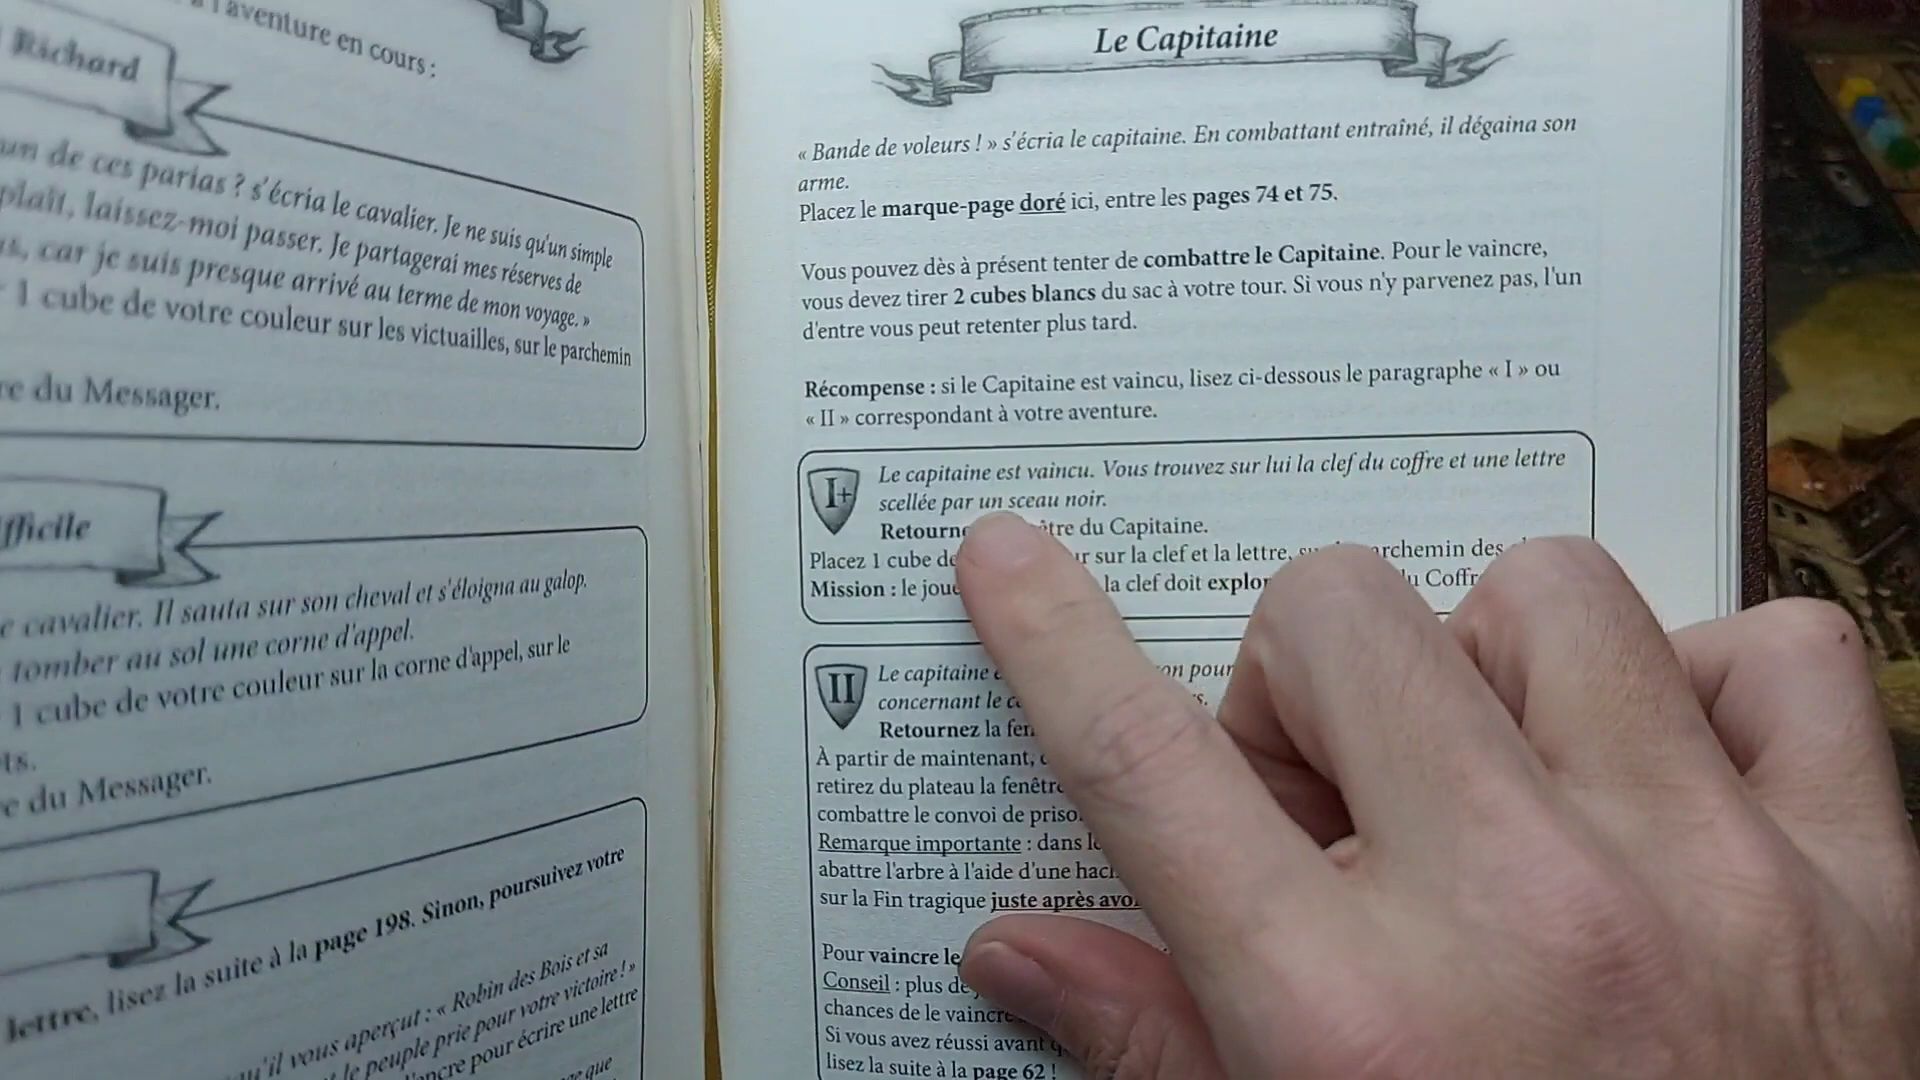 l'aventure en cours :
Richard
un de ces parias ? s'écria le cavalier. Je ne suis qu'un simple
plaît, laissez-moi passer. Je partagerai mes réserves de
car je suis presque arrivé au terme de mon voyage. »
1 cube de votre couleur sur les victuailles, sur le parchemin
du Messager.
fficile
cavalier. Il sauta sur son cheval et s'éloigna au galop.
tomber au sol une corne d'appel.
1 cube de votre couleur sur la corne d'appel, sur le
ts.
du Messager.
lettre, lisez la suite à la page 198. Sinon, poursuivez votre
qu'il vous aperçut : « Robin des Bois et sa
le peuple prie pour votre victoire ! »
pour écrire une lettre
que
Le Capitaine
« Bande de voleurs ! » s'écria le capitaine. En combattant entraîné, il dégaina son
arme.
Placez le marque-page doré ici, entre les pages 74 et 75.
Vous pouvez dès à présent tenter de combattre le Capitaine. Pour le vaincre,
vous devez tirer 2 cubes blancs du sac à votre tour. Si vous n'y parvenez pas, l'un
d'entre vous peut retenter plus tard.
Récompense : si le Capitaine est vaincu, lisez ci-dessous le paragraphe « I » ou
« II » correspondant à votre aventure.
I+
Le capitaine est vaincu. Vous trouvez sur lui la clef du coffre et une lettre
scellée par un sceau noir.
Retourne être du Capitaine.
Placez 1 cube de r sur la clef et la lettre, archemin des
Mission : le joue la clef doit explor u Coffr
II
Le capitaine on pour
concernant le s.
Retournez la fen
À partir de maintenant,
retirez du plateau la fenêtre
combattre le convoi de priso
Remarque importante : dans le
abattre l'arbre à l'aide d'une hac
sur la Fin tragique juste après avo
Pour vaincre le
Conseil : plus de
chances de le vaincre
Si vous avez réussi avant q
lisez la suite à la page 62 !